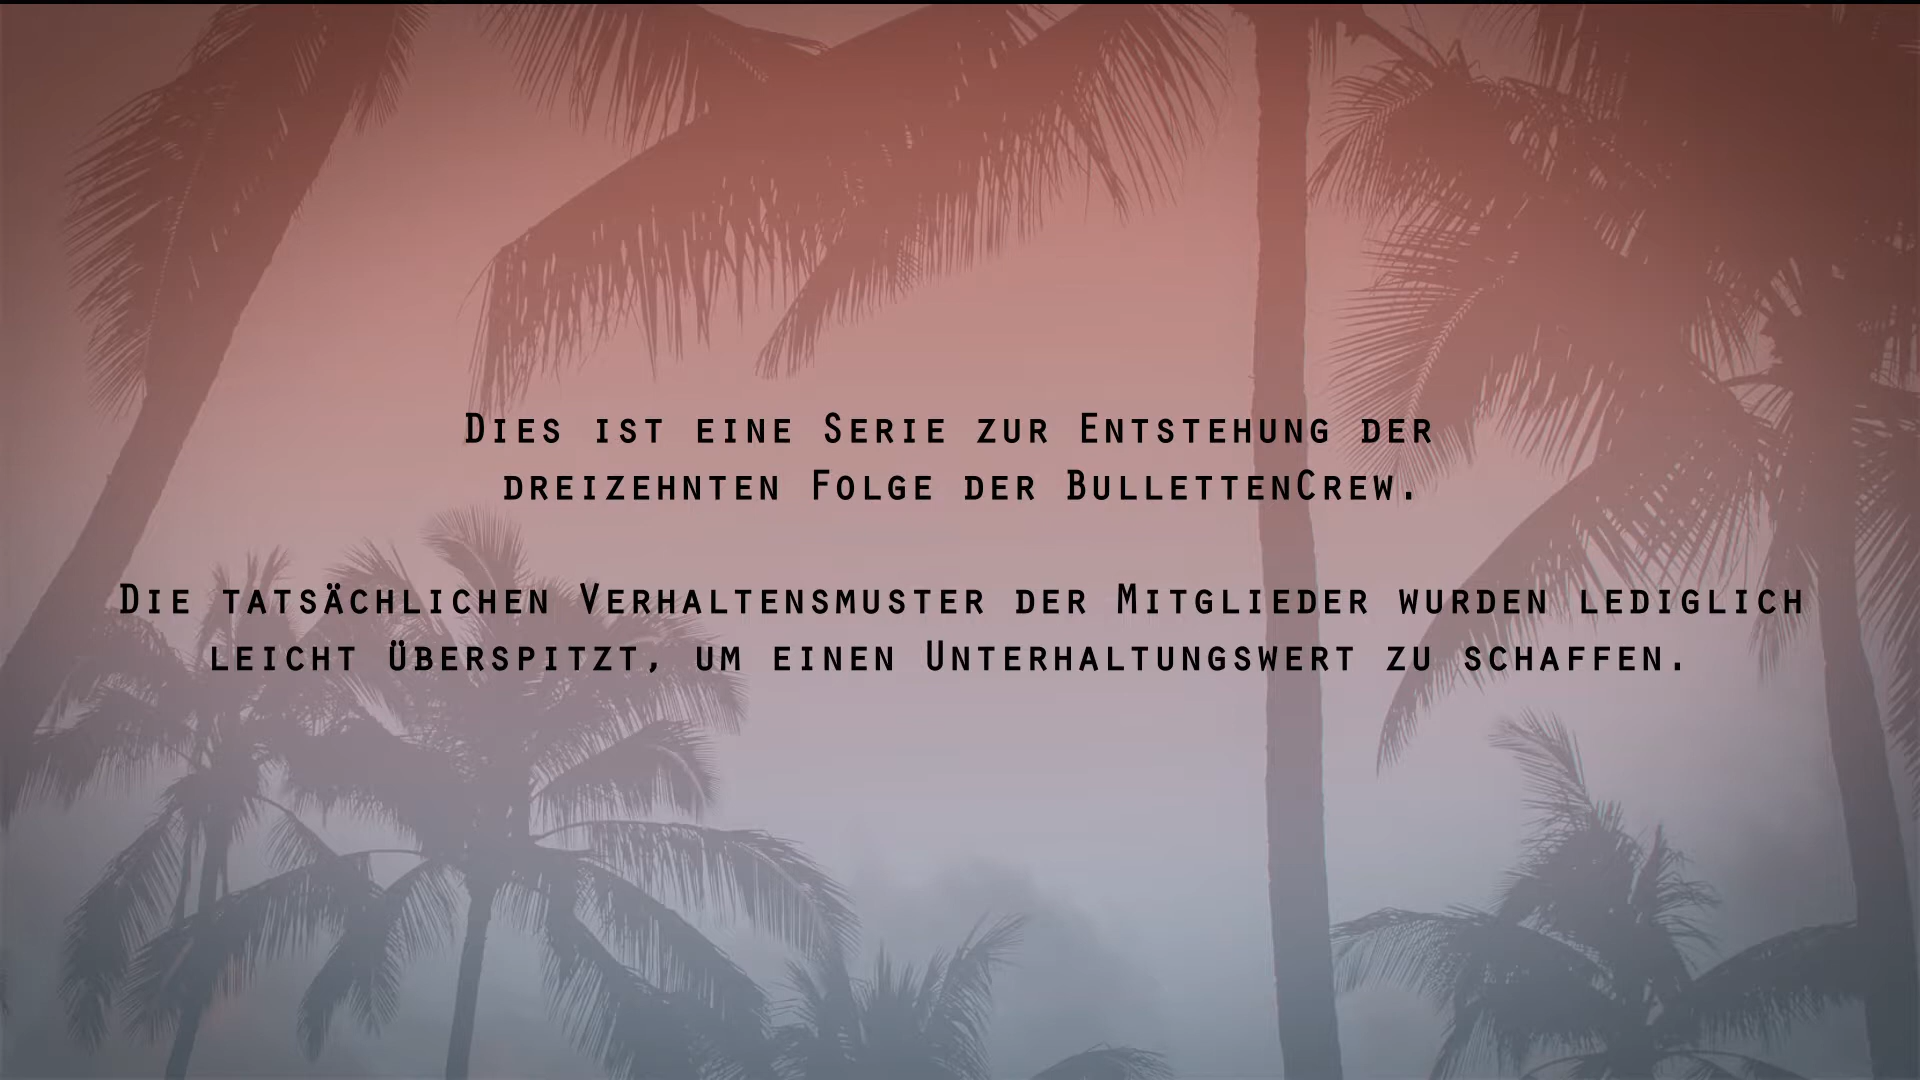 Dies ist eine Serie zur Entstehung der
dreizehnten Folge der BullettenCrew.
Die tatsächlichen Verhaltensmuster der Mitglieder wurden lediglich
leicht überspitzt, um einen Unterhaltungswert zu schaffen.